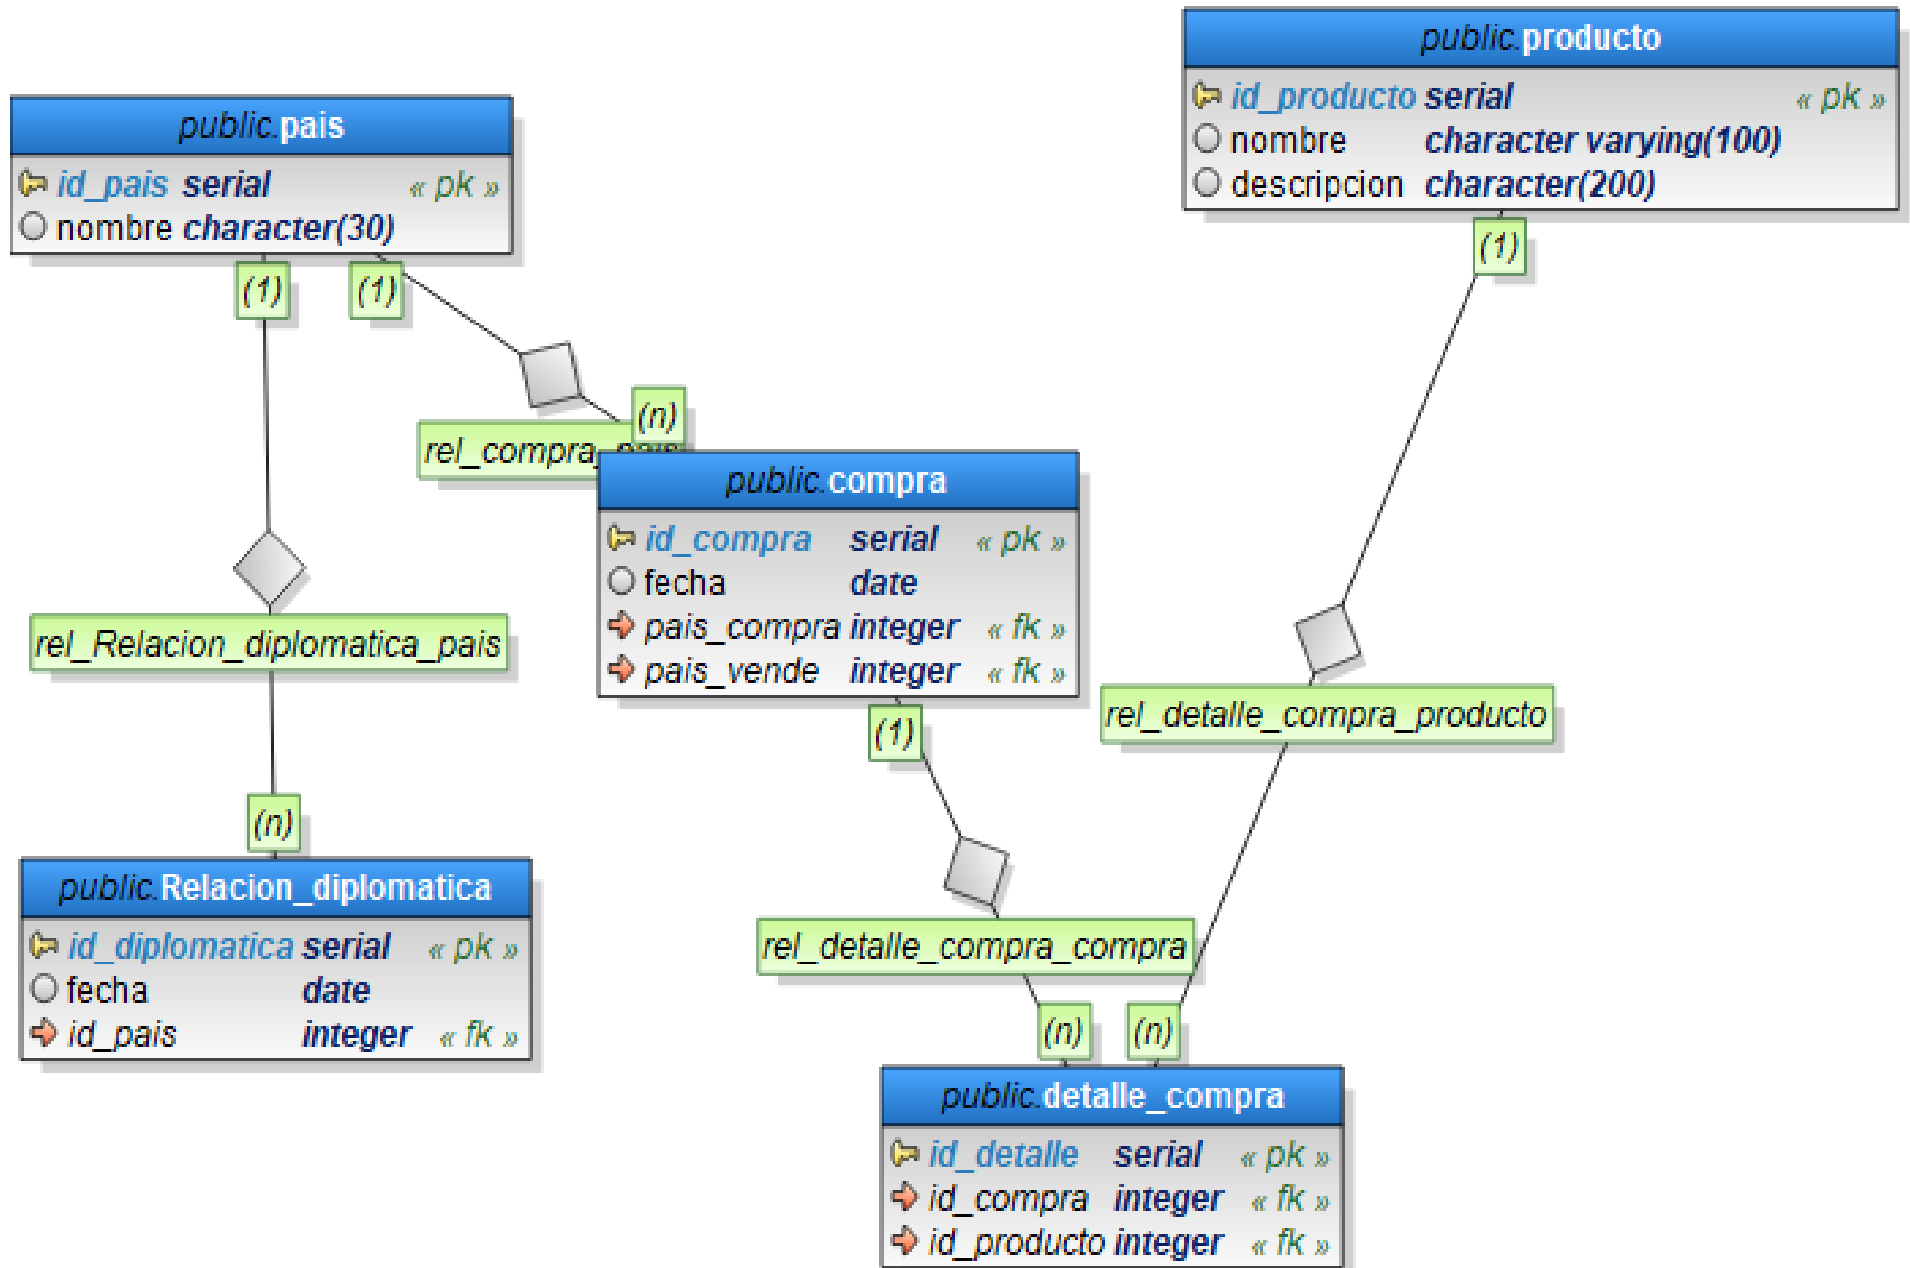 public.producto
id_producto serial « pk »
nombre character varying(100)
descripcion character(200)
public.pais
id_pais serial « pk »
nombre character(30)
(1)
(1)
(1)
(n)
rel_compra_pais
public.compra
id_compra serial « pk »
fecha date
pais_compra integer « fk »
pais_vende integer « fk »
rel_Relacion_diplomatica_pais
rel_detalle_compra_producto
(1)
(n)
public.Relacion_diplomatica
id_diplomatica serial « pk »
fecha date
id_pais integer « fk »
rel_detalle_compra_compra
(n)
(n)
public.detalle_compra
id_detalle serial « pk »
id_compra integer « fk »
id_producto integer « fk »